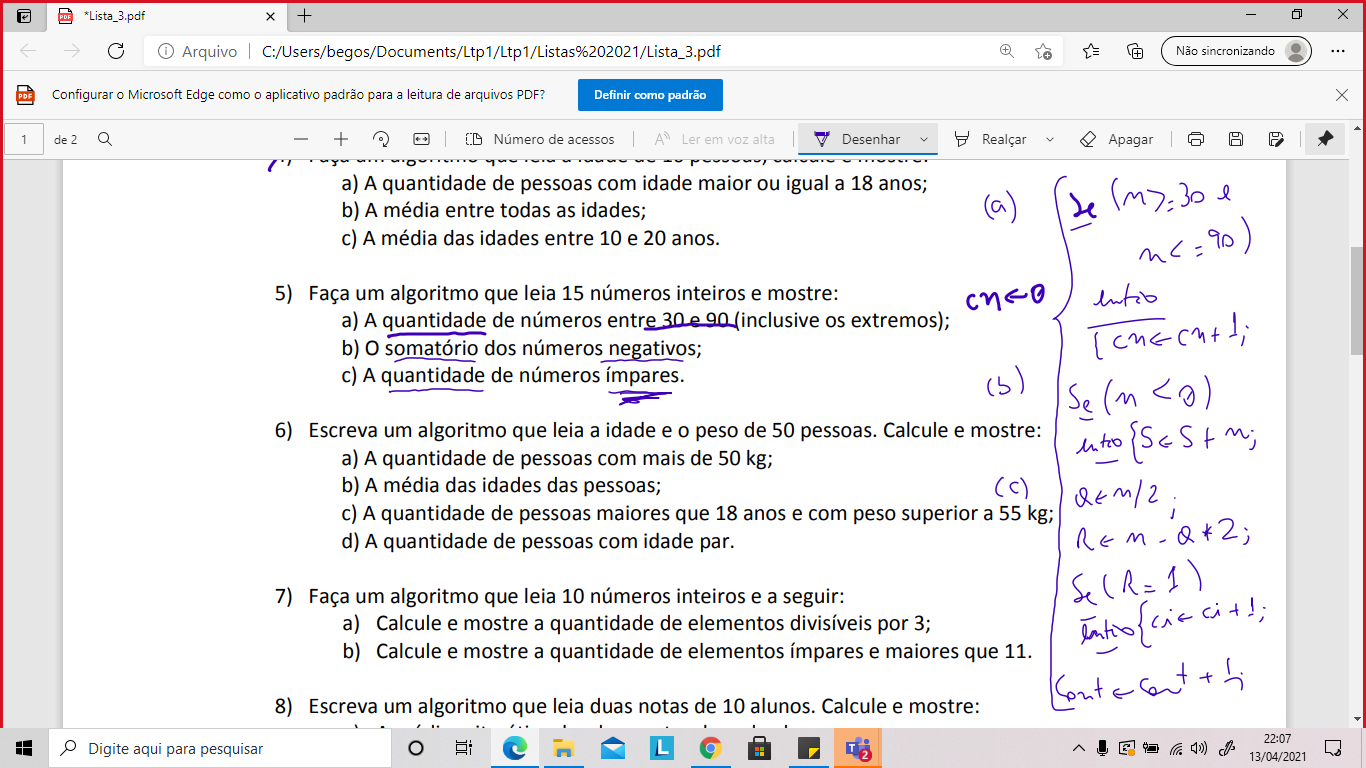 *Lista_3.pdf
Arquivo
C:/Users/begos/Documents/Ltp1/Ltp1/Listas%202021/Lista_3.pdf
Não sincronizando
Configurar o Microsoft Edge como o aplicativo padrão para a leitura de arquivos PDF?
Definir como padrão
1
de 2
Número de acessos
Ler em voz alta
Desenhar
Realçar
Apagar
Faça um algoritmo que leia a idade de 10 pessoas, calcule e mostre:
a) A quantidade de pessoas com idade maior ou igual a 18 anos;
b) A média entre todas as idades;
c) A média das idades entre 10 e 20 anos.
5) Faça um algoritmo que leia 15 números inteiros e mostre:
a) A quantidade de números entre 30 e 90 (inclusive os extremos);
b) O somatório dos números negativos;
c) A quantidade de números ímpares.
6) Escreva um algoritmo que leia a idade e o peso de 50 pessoas. Calcule e mostre:
a) A quantidade de pessoas com mais de 50 kg;
b) A média das idades das pessoas;
c) A quantidade de pessoas maiores que 18 anos e com peso superior a 55 kg;
d) A quantidade de pessoas com idade par.
7) Faça um algoritmo que leia 10 números inteiros e a seguir:
a) Calcule e mostre a quantidade de elementos divisíveis por 3;
b) Calcule e mostre a quantidade de elementos ímpares e maiores que 11.
8) Escreva um algoritmo que leia duas notas de 10 alunos. Calcule e mostre:
cn←0
(a)
Se (n>=30 e
n<=90)
então
[cn←cn+1;
(b)
Se (n<0)
então {S←S+n;
(c)
Q←n/2;
R←n-Q*2;
Se (R=1)
então {ci←ci+1;
Cont←Cont+1;
Digite aqui para pesquisar
L
2
22:07
13/04/2021